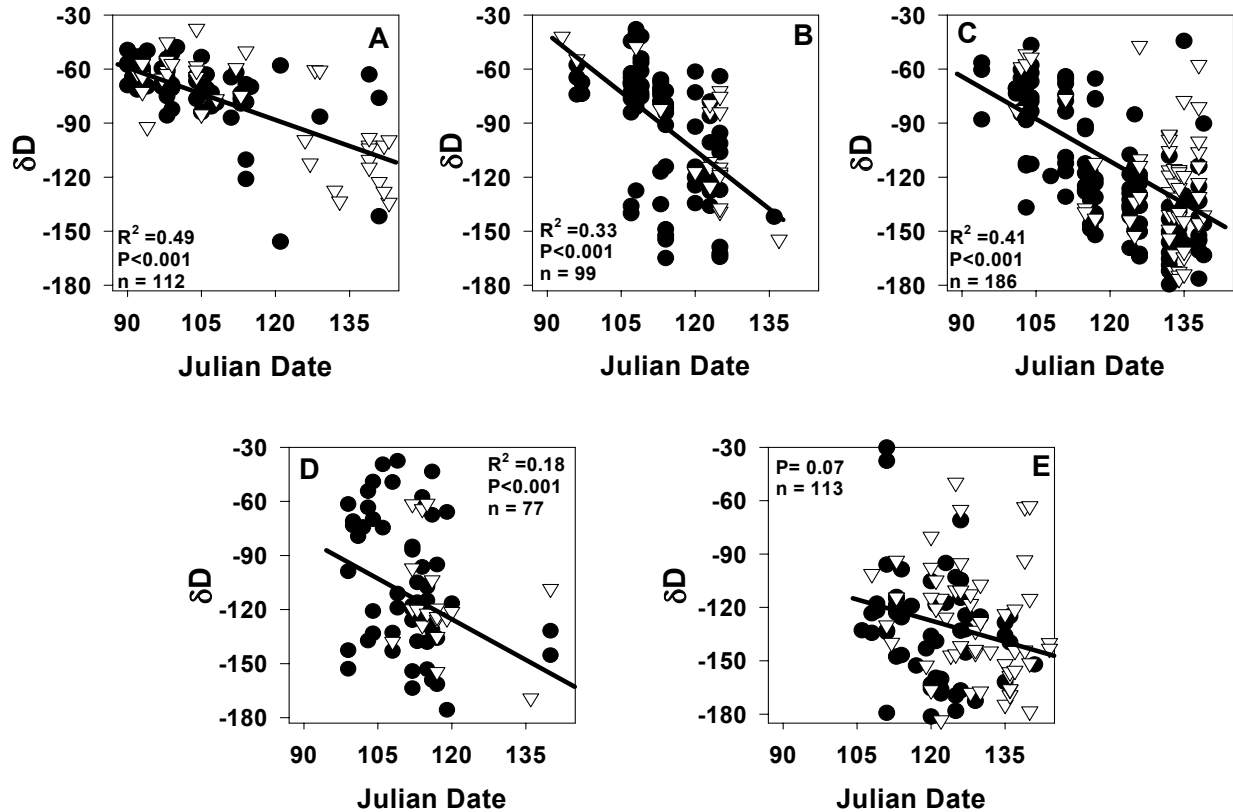 A
δD
-30
-60
-90
-120
-150
-180
R² =0.49
P<0.001
n = 112
90 105 120 135
Julian Date
B
δD
-30
-60
-90
-120
-150
-180
R² =0.33
P<0.001
n = 99
90 105 120 135
Julian Date
C
δD
-30
-60
-90
-120
-150
-180
R² =0.41
P<0.001
n = 186
90 105 120 135
Julian Date
D
δD
-30
-60
-90
-120
-150
-180
R² =0.18
P<0.001
n = 77
90 105 120 135
Julian Date
E
δD
-30
-60
-90
-120
-150
-180
P= 0.07
n = 113
90 105 120 135
Julian Date